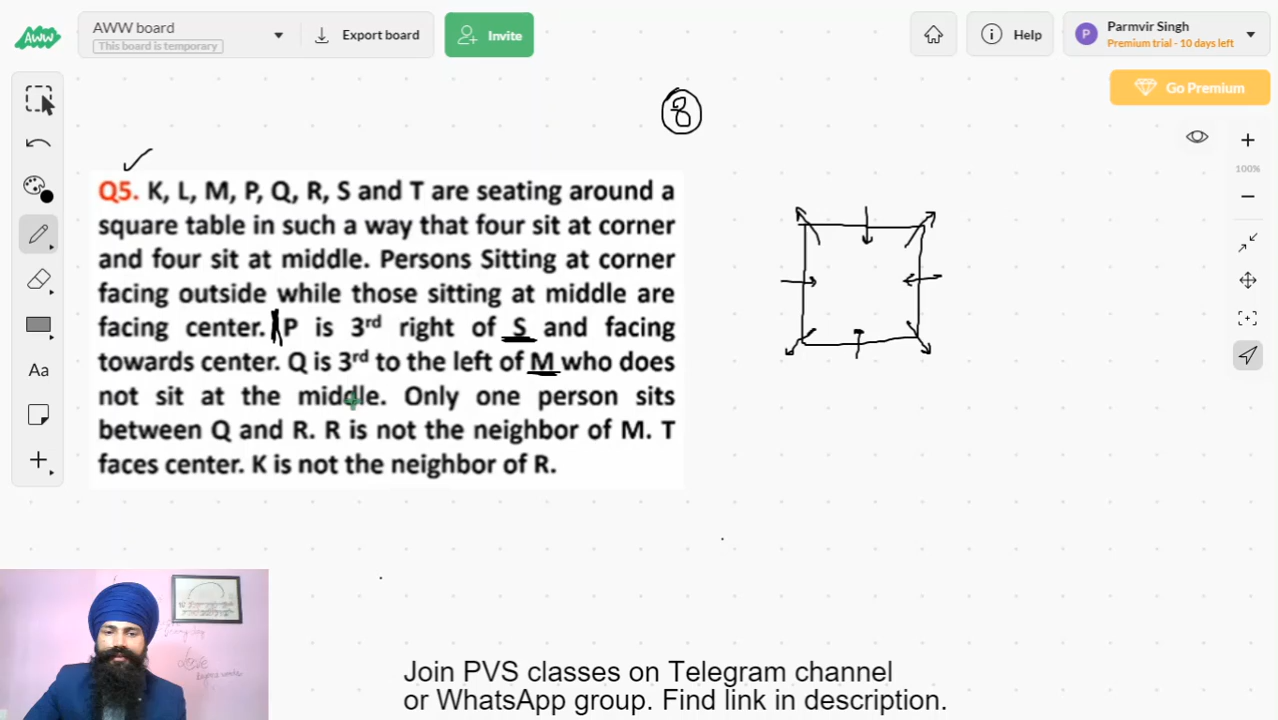 AWW
AWW board
This board is temporary
Export board
Invite
Help
P
Parmvir Singh
Premium trial - 10 days left
Go Premium
8
100%
Q5. K, L, M, P, Q, R, S and T are seating around a
square table in such a way that four sit at corner
and four sit at middle. Persons Sitting at corner
facing outside while those sitting at middle are
facing center. P is 3rd right of S and facing
towards center. Q is 3rd to the left of M who does
not sit at the middle. Only one person sits
between Q and R. R is not the neighbor of M. T
faces center. K is not the neighbor of R.
Aa
Join PVS classes on Telegram channel
or WhatsApp group. Find link in description.